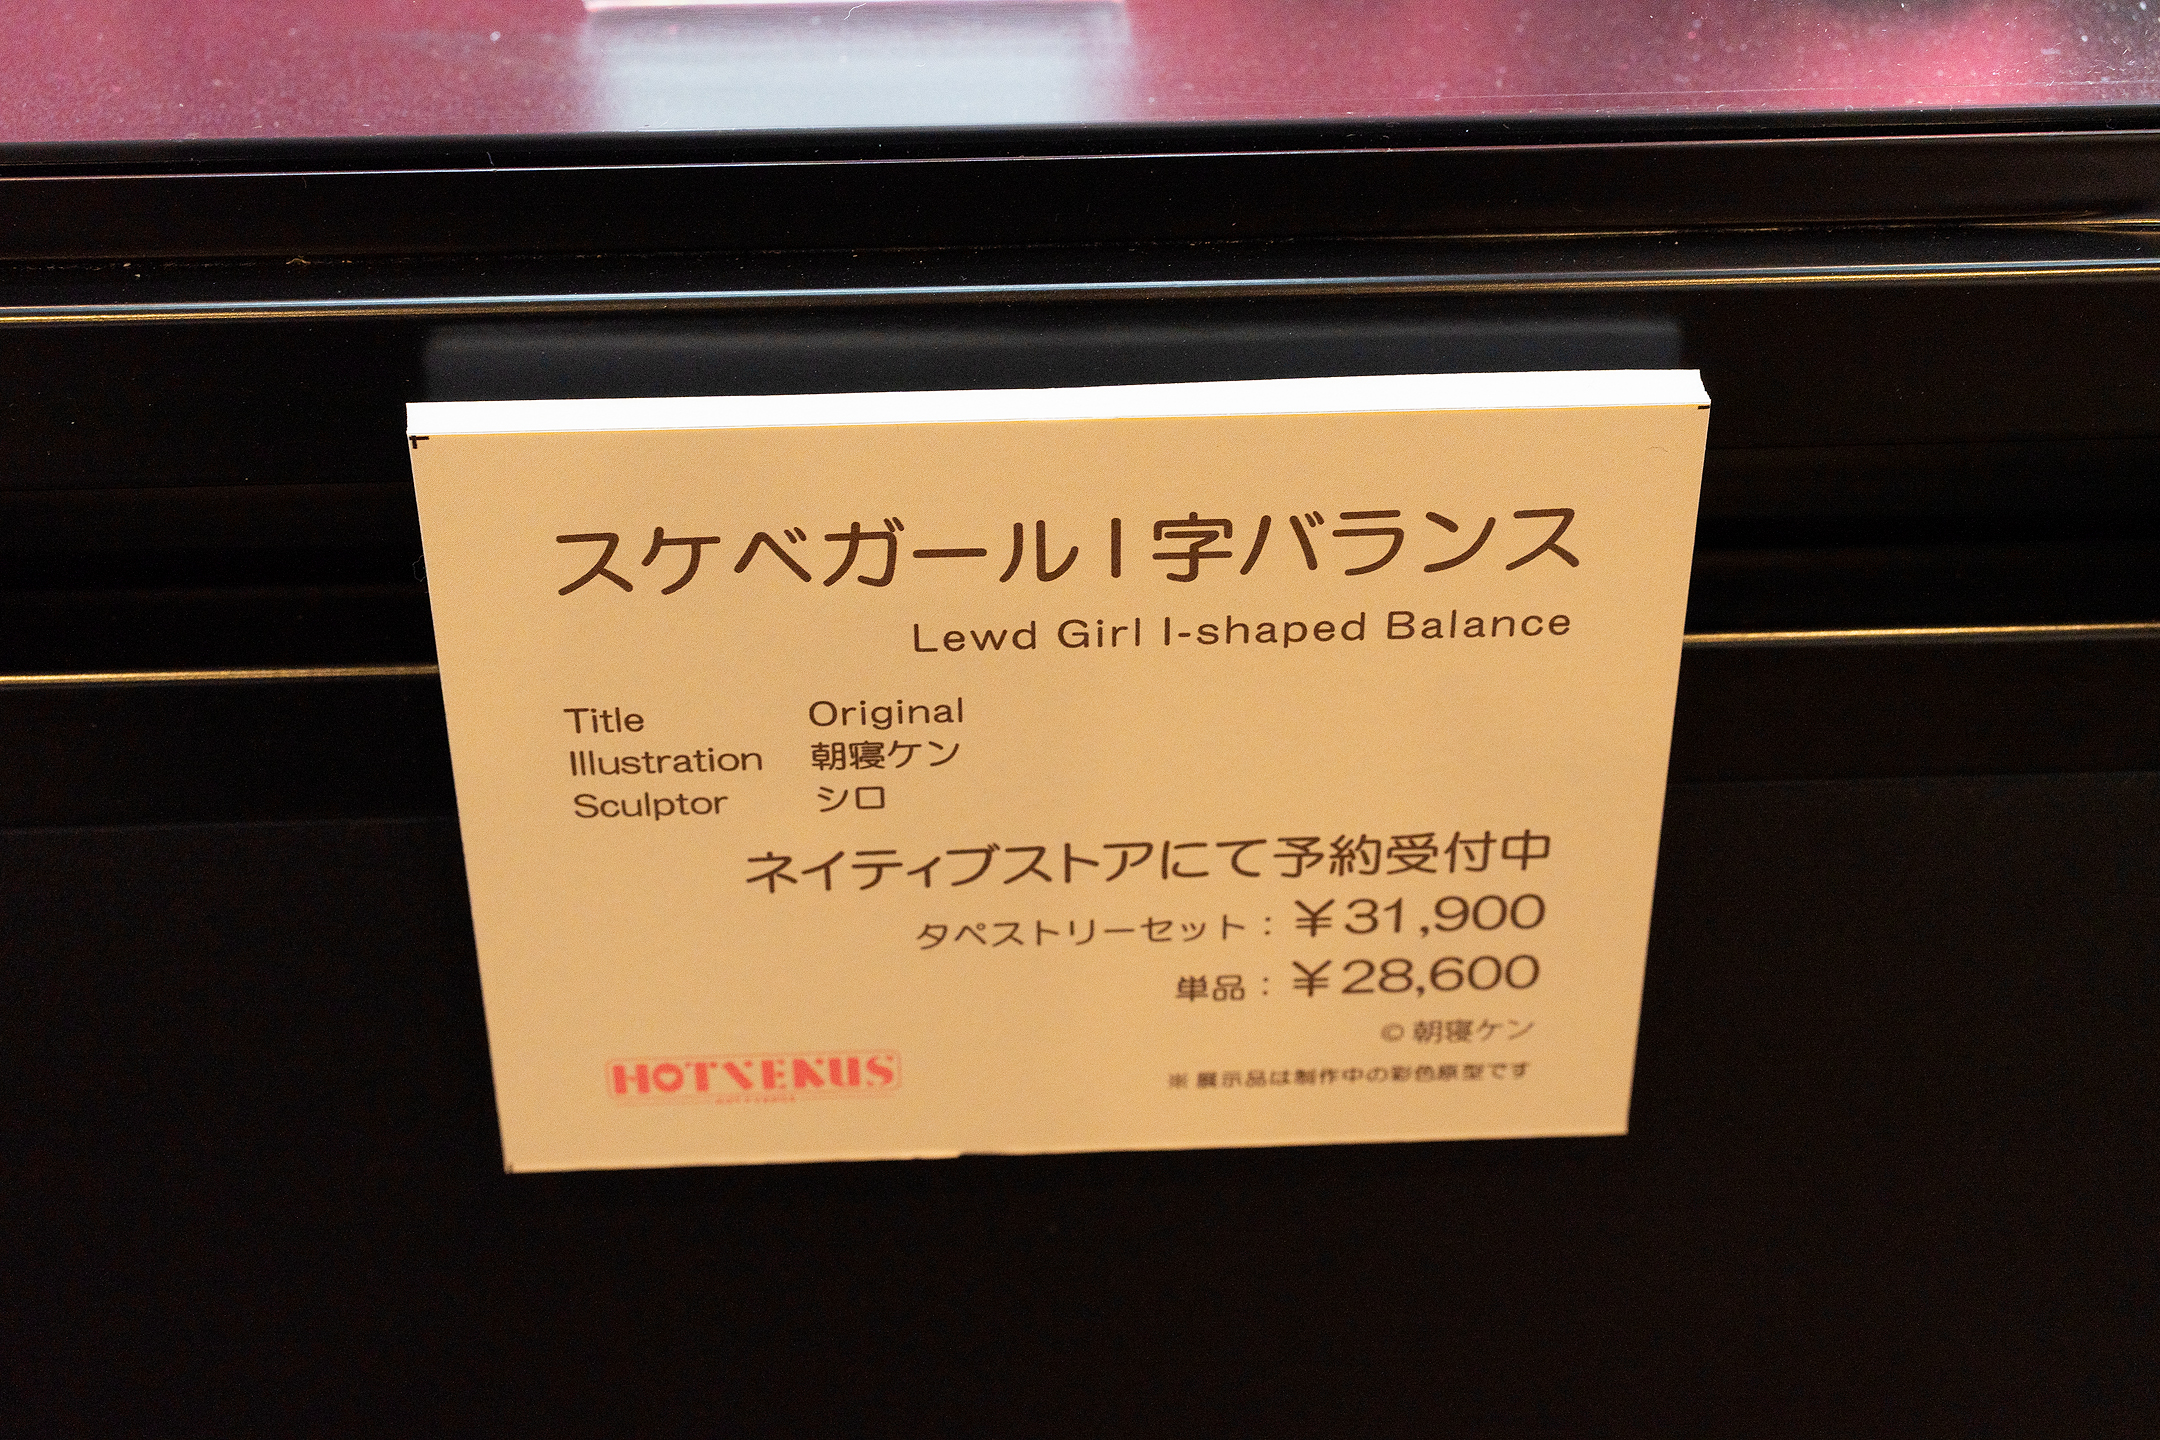 スケベガールI字バランス
Lewd Girl I-shaped Balance
Title Original
Illustration 朝寝ケン
Sculptor シロ
ネイティブストアにて予約受付中
タペストリーセット：￥31,900
単品：￥28,600
© 朝寝ケン
HOTVENUS
※ 展示品は制作中の彩色原型です